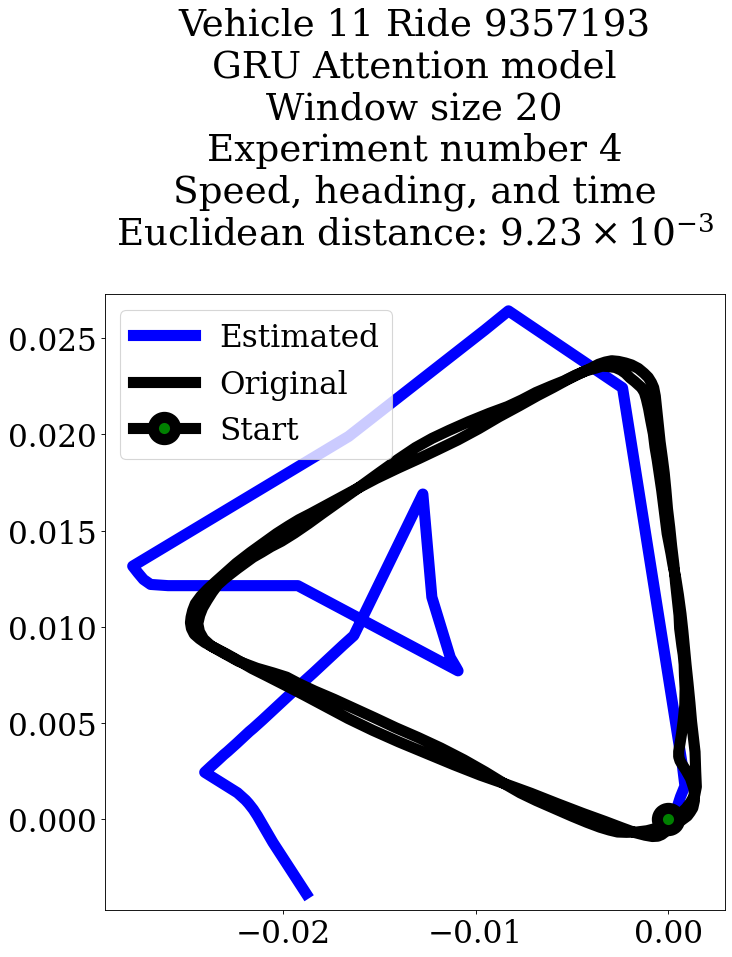 Vehicle 11 Ride 9357193
GRU Attention model
Window size 20
Experiment number 4
Speed, heading, and time
Euclidean distance: 9.23 × 10⁻³
Estimated
Original
Start
0.025
0.020
0.015
0.010
0.005
0.000
−0.02
−0.01
0.00